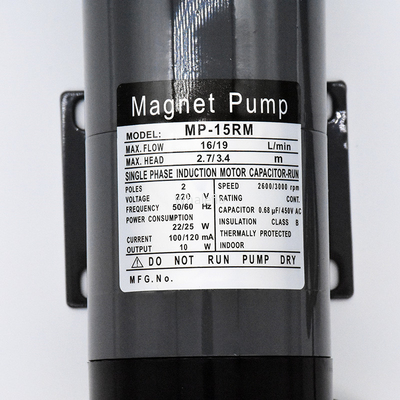 Magnet Pump
MODEL: MP-15RM
MAX. FLOW 16/19 L/min
MAX. HEAD 2.7/3.4 m
SINGLE PHASE INDUCTION MOTOR CAPACITOR-RUN
POLES 2 SPEED 2600/3000 rpm
VOLTAGE 220 V RATING CONT.
FREQUENCY 50/60 Hz CAPACITOR 0.68 μF/450V AC
POWER CONSUMPTION INSULATION CLASS B
22/25 W THERMALLY PROTECTED
CURRENT 100/120 mA INDOOR
OUTPUT 10 W
⚠ DO NOT RUN PUMP DRY
MFG.No.